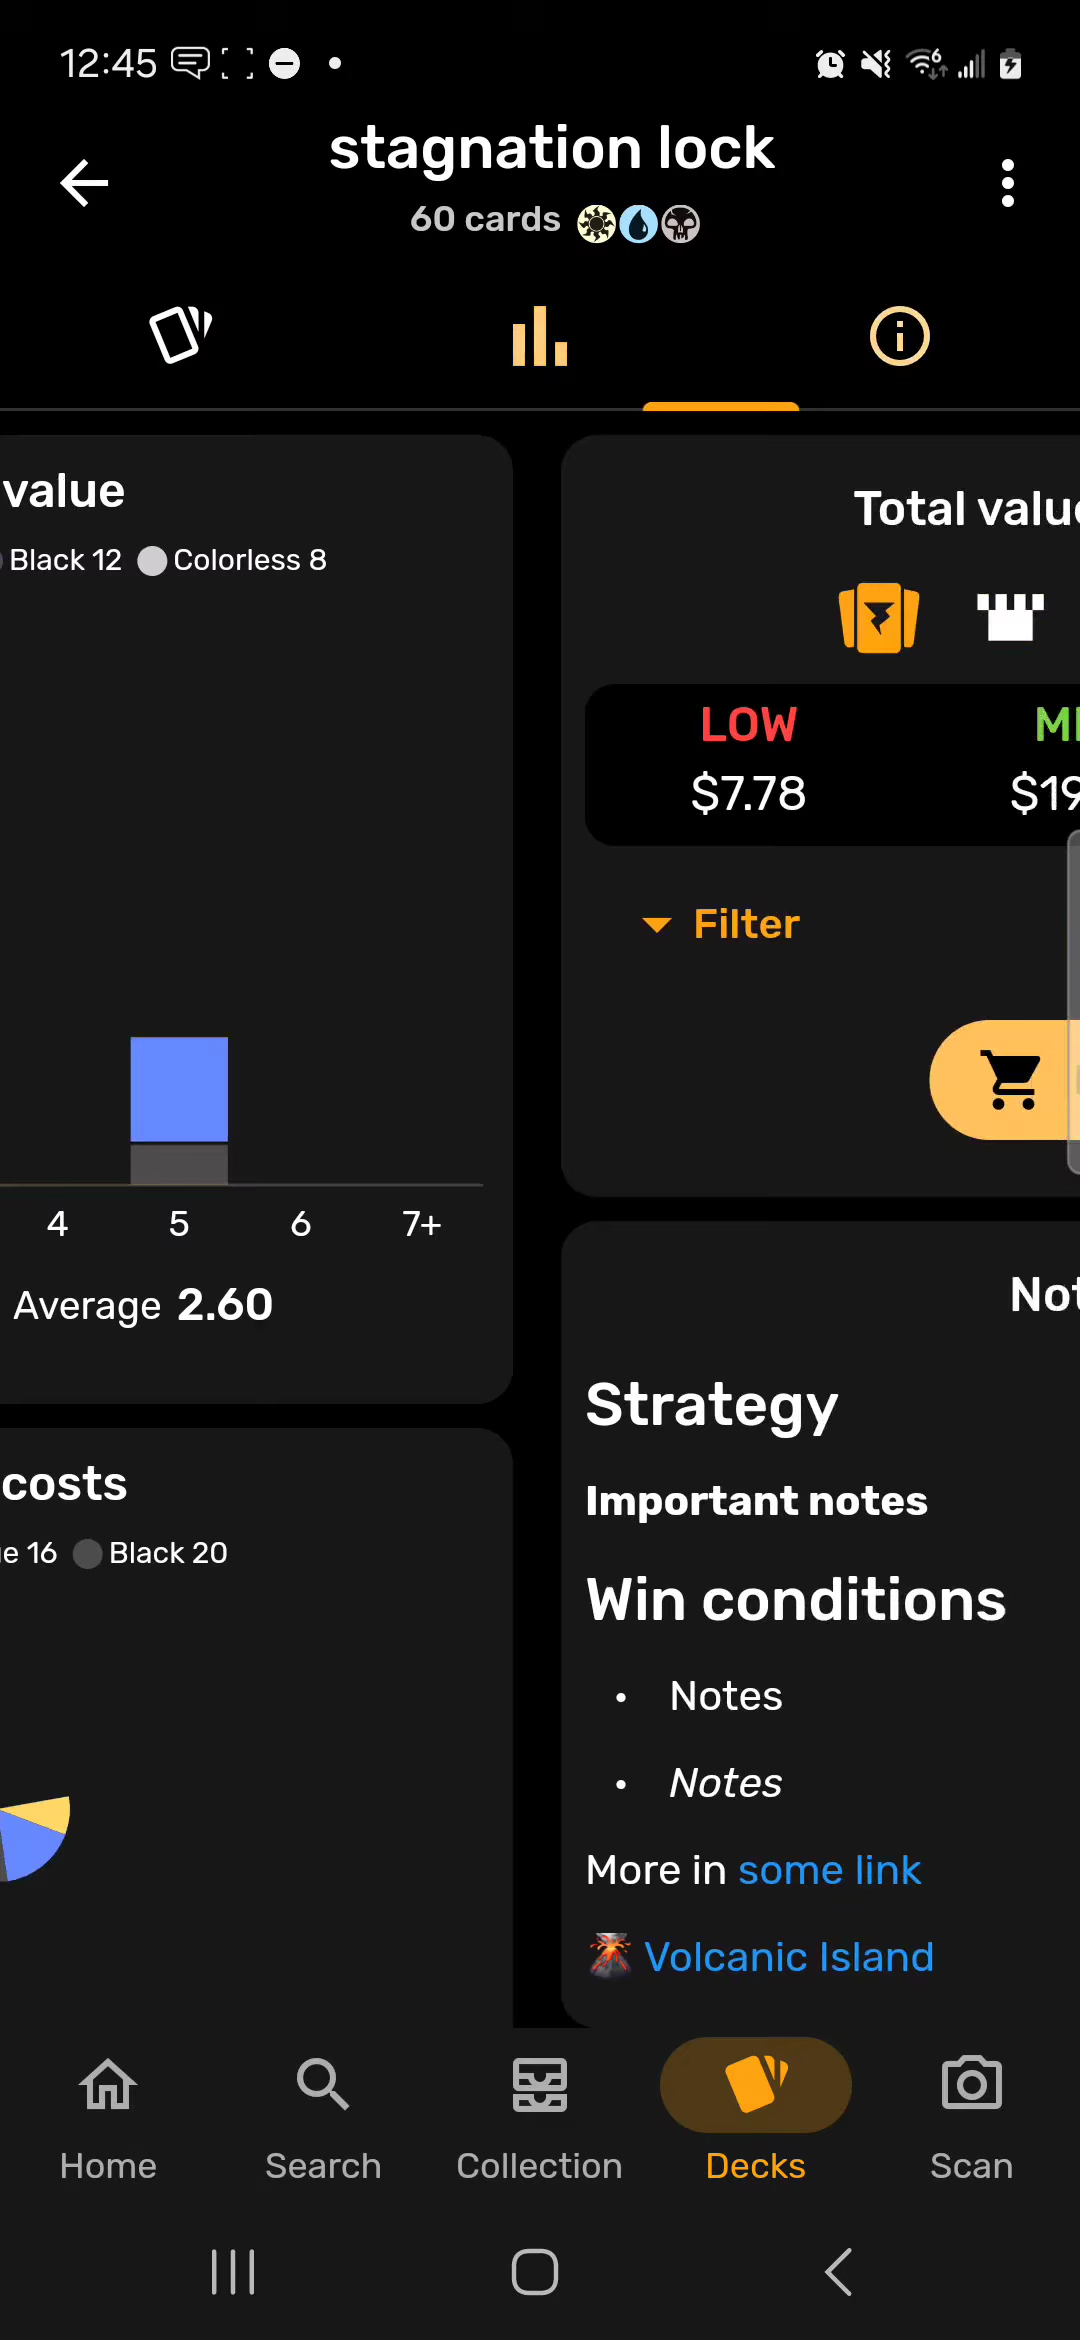 12:45
stagnation lock
60 cards
value
Black 12 Colorless 8
4 5 6 7+
Average 2.60
costs
e 16 Black 20
Total value
LOW
$7.78
MI
$19
Filter
Not
Strategy
Important notes
Win conditions
• Notes
• Notes
More in some link
🌋 Volcanic Island
Home Search Collection Decks Scan